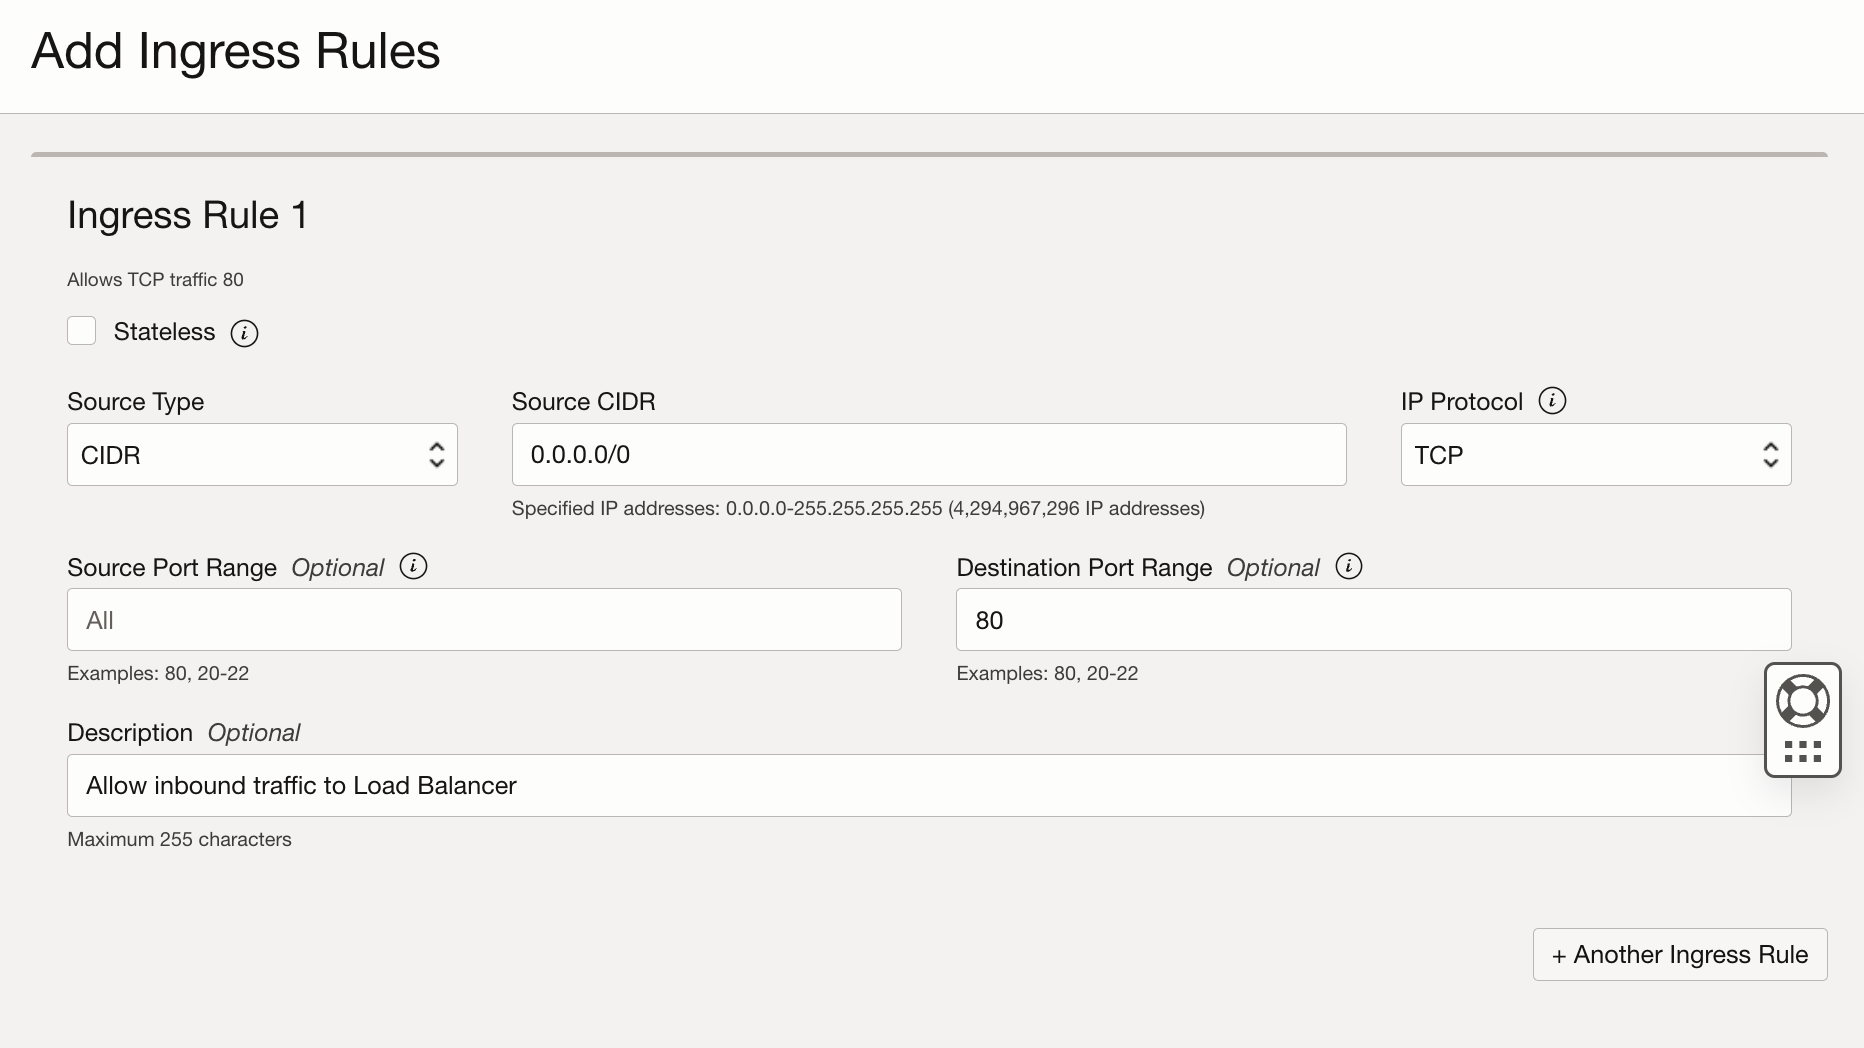 Add Ingress Rules
Ingress Rule 1
Allows TCP traffic 80
Stateless i
Source Type
CIDR
Source CIDR
0.0.0.0/0
Specified IP addresses: 0.0.0.0-255.255.255.255 (4,294,967,296 IP addresses)
IP Protocol i
TCP
Source Port Range Optional i
All
Examples: 80, 20-22
Destination Port Range Optional i
80
Examples: 80, 20-22
Description Optional
Allow inbound traffic to Load Balancer
Maximum 255 characters
+ Another Ingress Rule